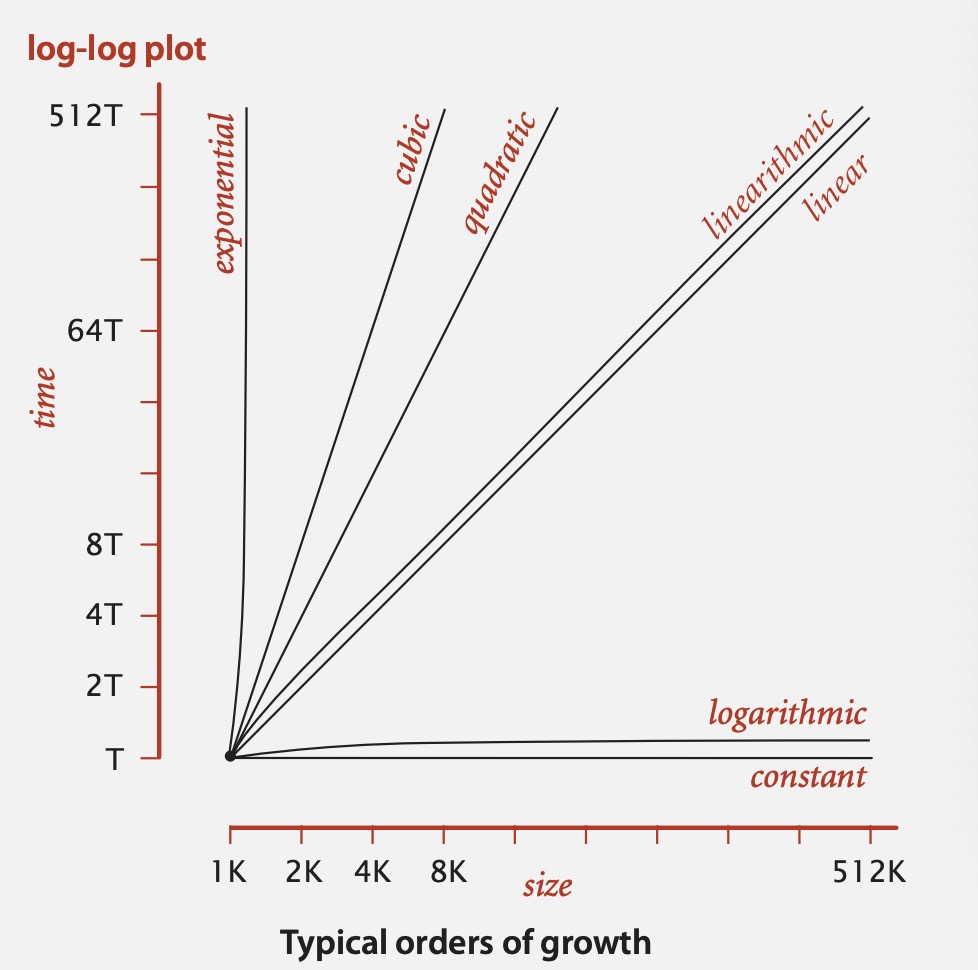 log-log plot
512T
64T
8T
4T
2T
T
time
exponential
cubic
quadratic
linearithmic
linear
logarithmic
constant
1K 2K 4K 8K 512K
size
Typical orders of growth